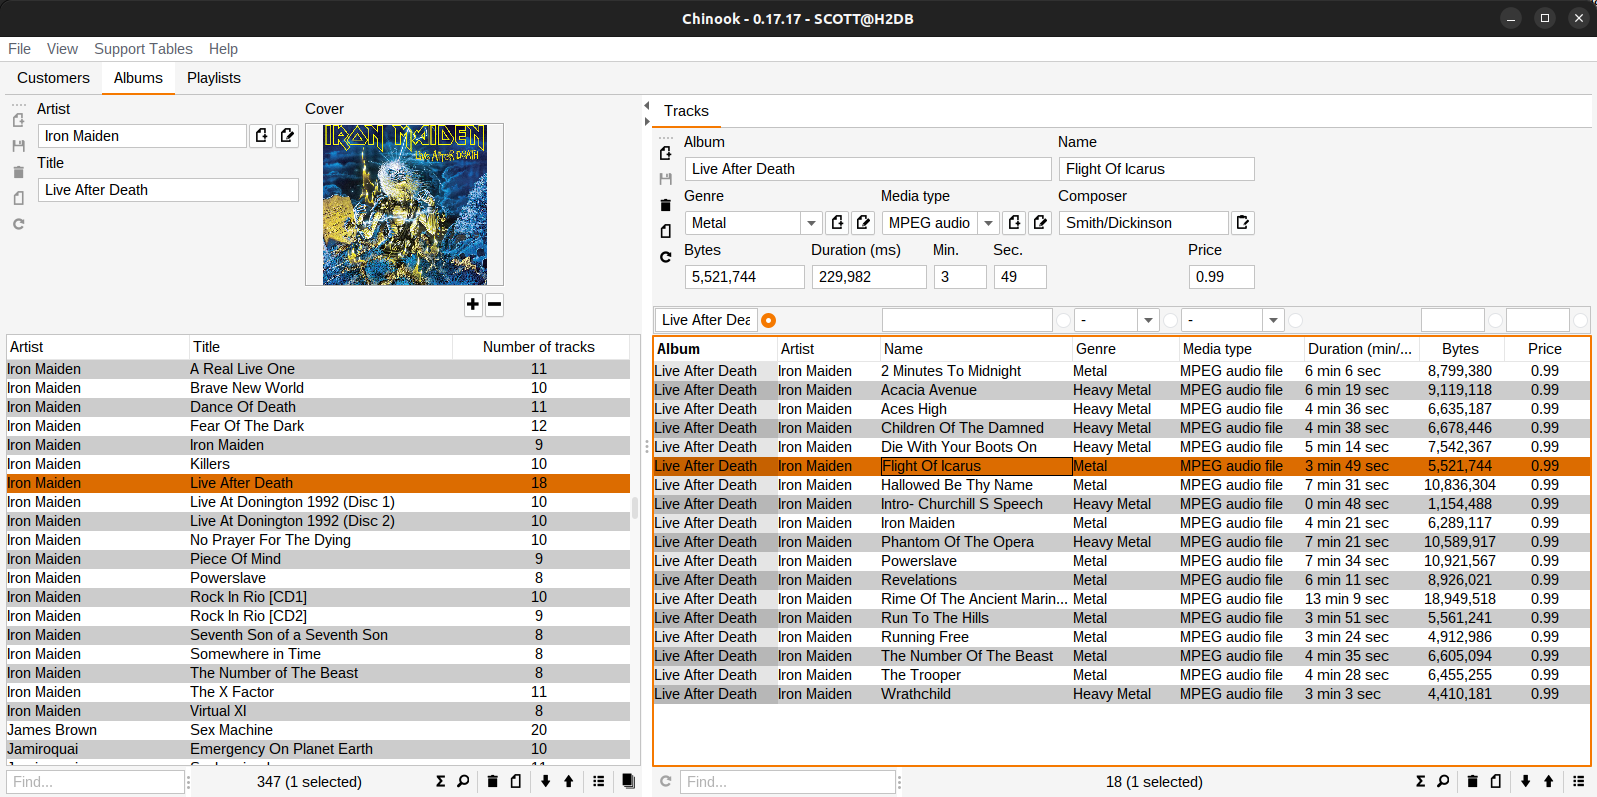 Chinook - 0.17.17 - SCOTT@H2DB
File View Support Tables Help
Customers Albums Playlists
Artist
Iron Maiden
Title
Live After Death
Cover
IRON MAIDEN
LIVE AFTER DEATH
Artist Title Number of tracks
Iron Maiden A Real Live One 11
Iron Maiden Brave New World 10
Iron Maiden Dance Of Death 11
Iron Maiden Fear Of The Dark 12
Iron Maiden Iron Maiden 9
Iron Maiden Killers 10
Iron Maiden Live After Death 18
Iron Maiden Live At Donington 1992 (Disc 1) 10
Iron Maiden Live At Donington 1992 (Disc 2) 10
Iron Maiden No Prayer For The Dying 10
Iron Maiden Piece Of Mind 9
Iron Maiden Powerslave 8
Iron Maiden Rock In Rio [CD1] 10
Iron Maiden Rock In Rio [CD2] 9
Iron Maiden Seventh Son of a Seventh Son 8
Iron Maiden Somewhere in Time 8
Iron Maiden The Number of The Beast 8
Iron Maiden The X Factor 11
Iron Maiden Virtual XI 8
James Brown Sex Machine 20
Jamiroquai Emergency On Planet Earth 10
Find... 347 (1 selected)
Tracks
Album Name
Live After Death Flight Of Icarus
Genre Media type Composer
Metal MPEG audio Smith/Dickinson
Bytes Duration (ms) Min. Sec. Price
5,521,744 229,982 3 49 0.99
Live After Dea - -
Album Artist Name Genre Media type Duration (min/... Bytes Price
Live After Death Iron Maiden 2 Minutes To Midnight Metal MPEG audio file 6 min 6 sec 8,799,380 0.99
Live After Death Iron Maiden Acacia Avenue Heavy Metal MPEG audio file 6 min 19 sec 9,119,118 0.99
Live After Death Iron Maiden Aces High Heavy Metal MPEG audio file 4 min 36 sec 6,635,187 0.99
Live After Death Iron Maiden Children Of The Damned Heavy Metal MPEG audio file 4 min 38 sec 6,678,446 0.99
Live After Death Iron Maiden Die With Your Boots On Heavy Metal MPEG audio file 5 min 14 sec 7,542,367 0.99
Live After Death Iron Maiden Flight Of Icarus Metal MPEG audio file 3 min 49 sec 5,521,744 0.99
Live After Death Iron Maiden Hallowed Be Thy Name Metal MPEG audio file 7 min 31 sec 10,836,304 0.99
Live After Death Iron Maiden Intro- Churchill S Speech Heavy Metal MPEG audio file 0 min 48 sec 1,154,488 0.99
Live After Death Iron Maiden Iron Maiden Metal MPEG audio file 4 min 21 sec 6,289,117 0.99
Live After Death Iron Maiden Phantom Of The Opera Heavy Metal MPEG audio file 7 min 21 sec 10,589,917 0.99
Live After Death Iron Maiden Powerslave Metal MPEG audio file 7 min 34 sec 10,921,567 0.99
Live After Death Iron Maiden Revelations Metal MPEG audio file 6 min 11 sec 8,926,021 0.99
Live After Death Iron Maiden Rime Of The Ancient Marin... Metal MPEG audio file 13 min 9 sec 18,949,518 0.99
Live After Death Iron Maiden Run To The Hills Metal MPEG audio file 3 min 51 sec 5,561,241 0.99
Live After Death Iron Maiden Running Free Metal MPEG audio file 3 min 24 sec 4,912,986 0.99
Live After Death Iron Maiden The Number Of The Beast Metal MPEG audio file 4 min 35 sec 6,605,094 0.99
Live After Death Iron Maiden The Trooper Metal MPEG audio file 4 min 28 sec 6,455,255 0.99
Live After Death Iron Maiden Wrathchild Heavy Metal MPEG audio file 3 min 3 sec 4,410,181 0.99
Find... 18 (1 selected)